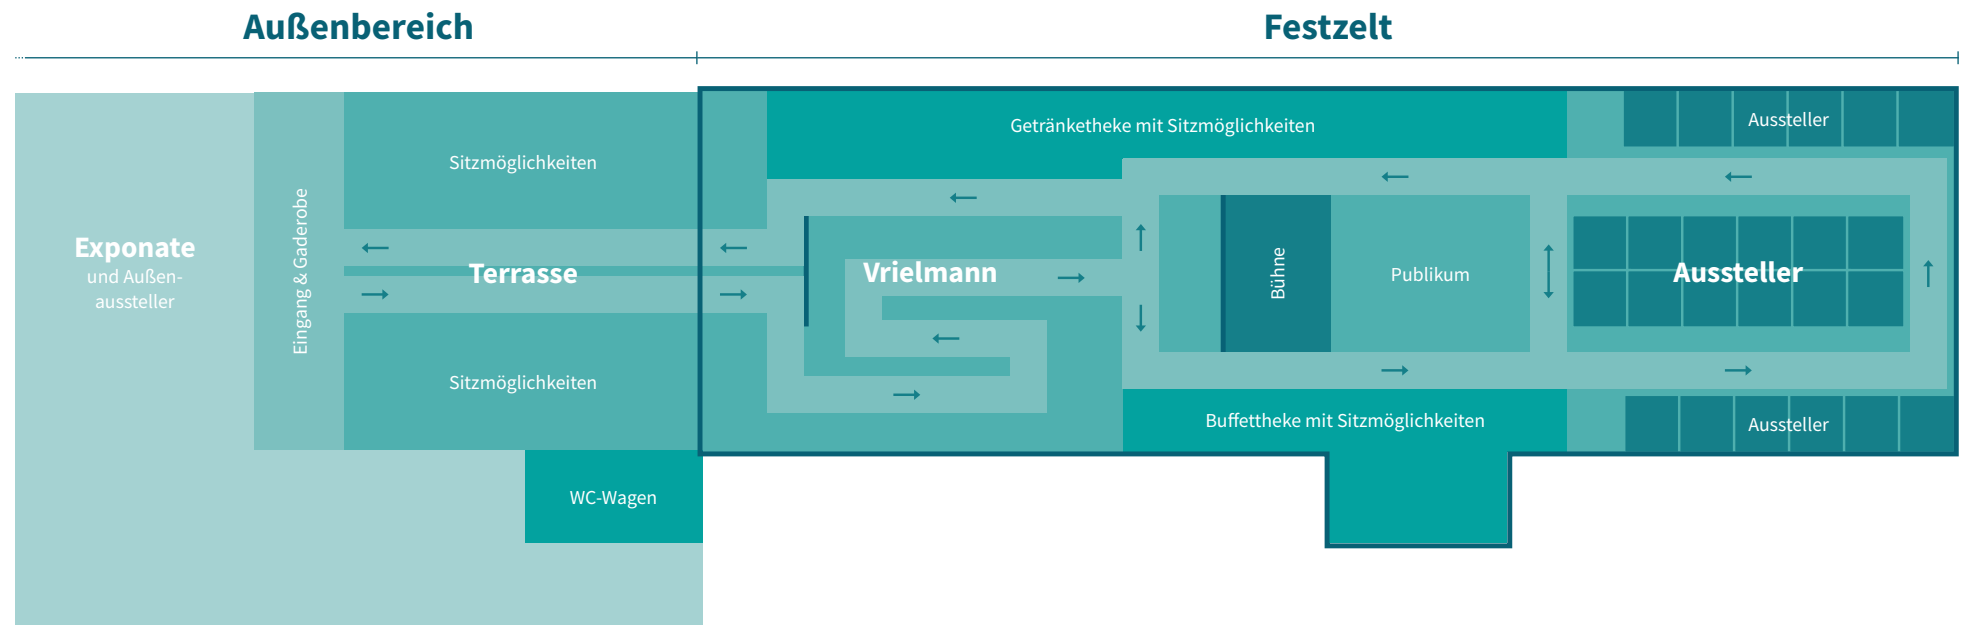 Außenbereich
Festzelt
Getränketheke mit Sitzmöglichkeiten
Aussteller
Sitzmöglichkeiten
Exponate
und Außen-
aussteller
Eingang & Gaderobe
Terrasse
Vrielmann
Bühne
Publikum
Aussteller
Sitzmöglichkeiten
Buffettheke mit Sitzmöglichkeiten
Aussteller
WC-Wagen